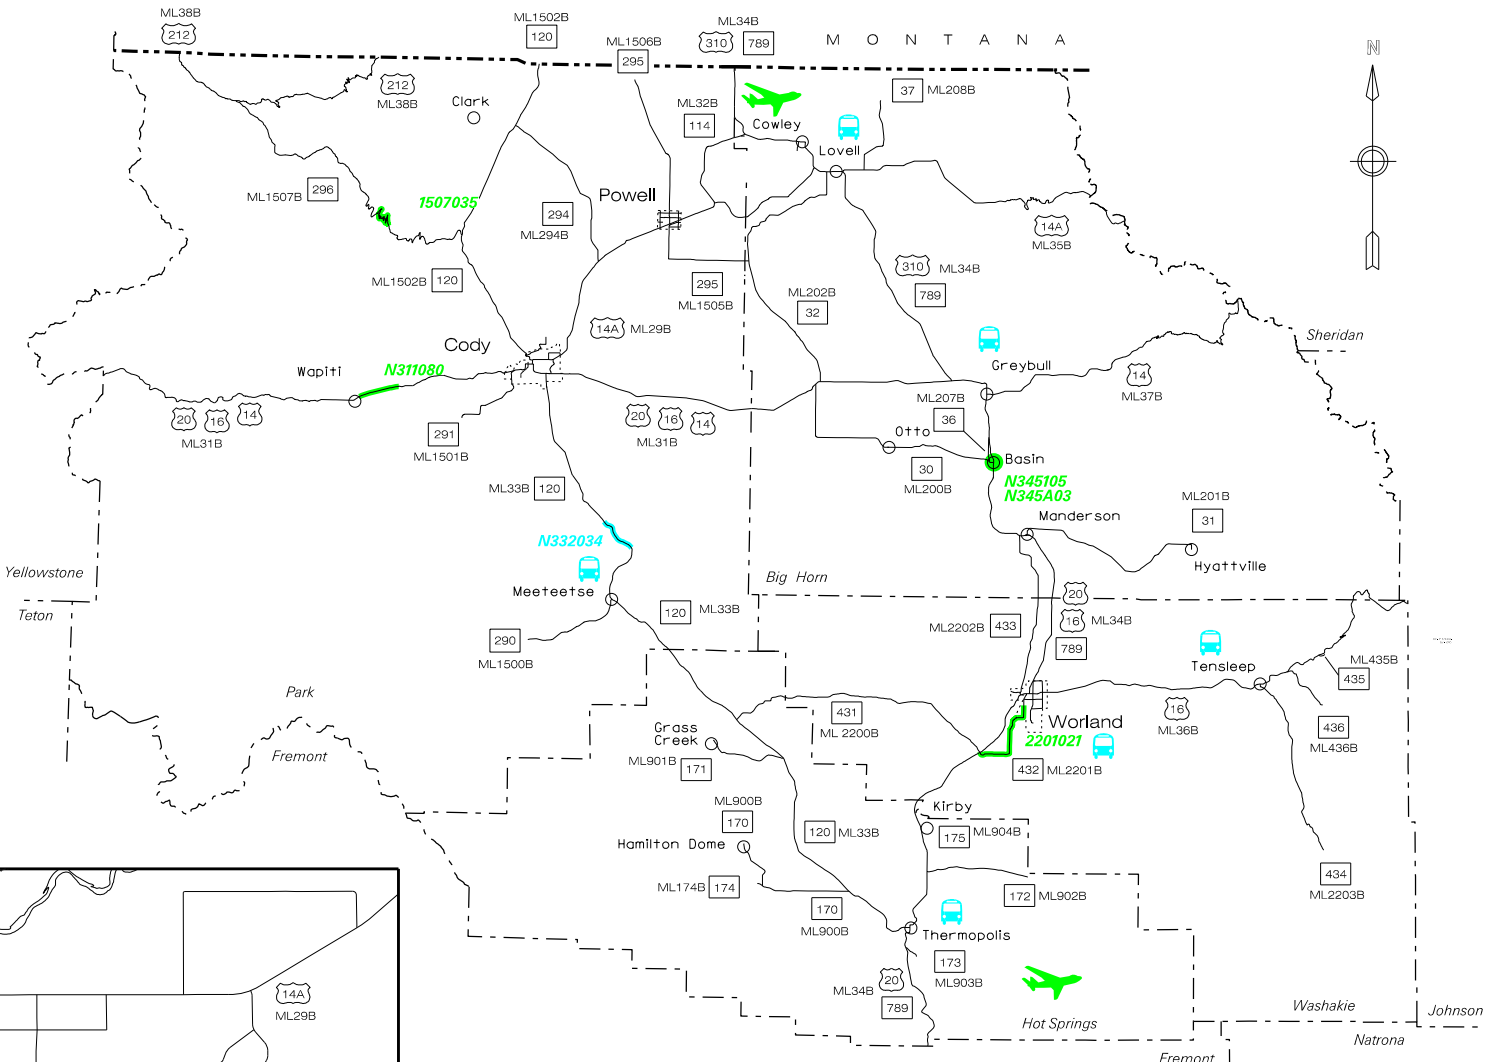 ML38B
212
ML1502B
120
ML1506B
295
ML34B
310
789
MONTANA
N
212
ML38B
Clark
ML32B
114
Cowley
Lovell
37
ML208B
ML1507B
296
1507035
294
ML294B
Powell
14A
ML35B
ML1502B
120
295
ML1505B
310
ML34B
789
ML202B
32
14A
ML29B
Cody
Wapiti
N311080
Sheridan
Greybull
14
ML37B
20
16
14
ML31B
291
ML1501B
20
16
14
ML31B
ML207B
36
Otto
30
ML200B
Basin
N345105
N345A03
ML33B
120
ML201B
31
Manderson
Hyattville
N332034
Yellowstone
Teton
Meeteetse
Big Horn
120
ML33B
290
ML1500B
20
ML2202B
433
16
ML34B
789
Tensleep
ML435B
435
Park
Fremont
431
ML 2200B
Worland
2201021
16
ML36B
436
ML436B
Grass
Creek
ML901B
171
432
ML2201B
ML900B
170
Kirby
175
ML904B
120
ML33B
Hamilton Dome
ML174B
174
170
ML900B
172
ML902B
434
ML2203B
Thermopolis
173
ML903B
20
ML34B
789
14A
ML29B
Hot Springs
Washakie
Johnson
Natrona
Fremont